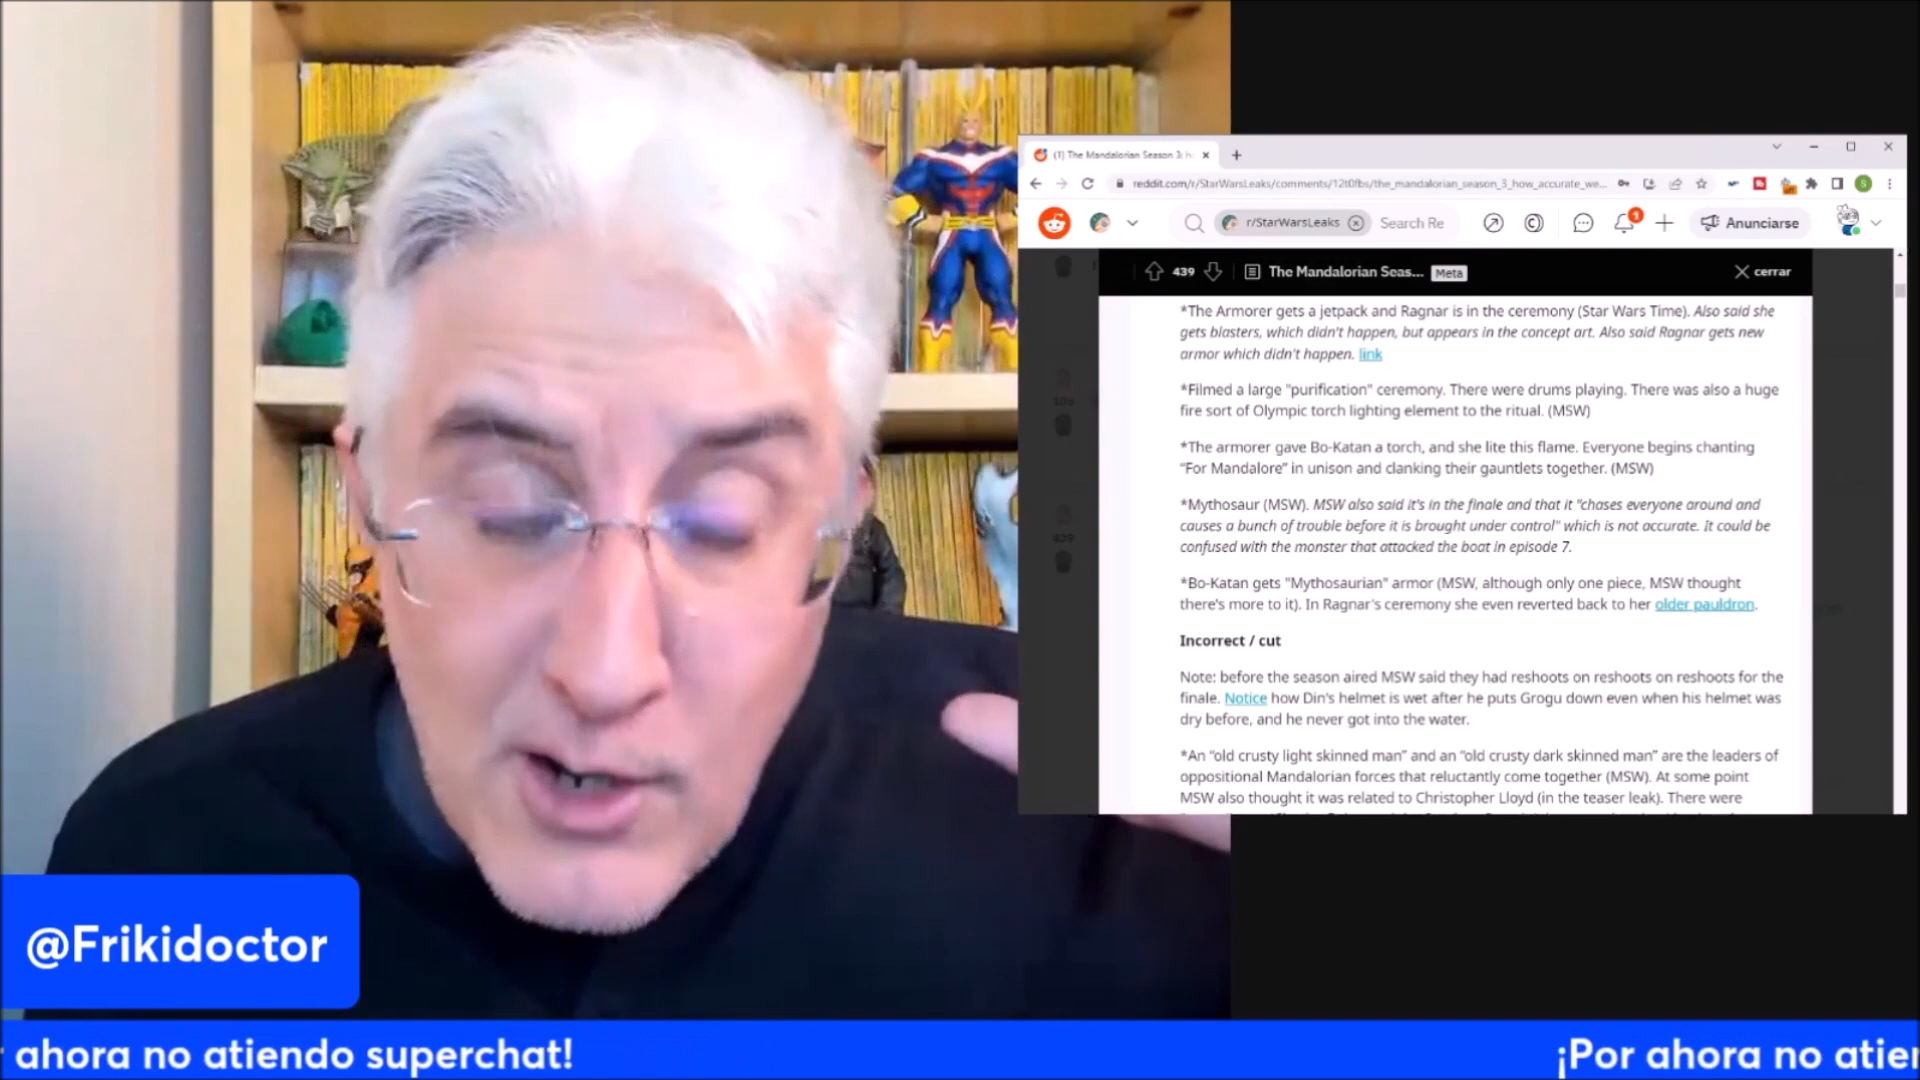 (1) The Mandalorian Season 3: h
reddit.com/r/StarWarsLeaks/comments/12t0fbs/the_mandalorian_season_3_how_accurate_we...
r/StarWarsLeaks
Search Re
1
Anunciarse
439
The Mandalorian Seas...
Meta
cerrar
*The Armorer gets a jetpack and Ragnar is in the ceremony (Star Wars Time). Also said she
gets blasters, which didn't happen, but appears in the concept art. Also said Ragnar gets new
armor which didn't happen. link
*Filmed a large "purification" ceremony. There were drums playing. There was also a huge
fire sort of Olympic torch lighting element to the ritual. (MSW)
*The armorer gave Bo-Katan a torch, and she lite this flame. Everyone begins chanting
“For Mandalore” in unison and clanking their gauntlets together. (MSW)
*Mythosaur (MSW). MSW also said it's in the finale and that it "chases everyone around and
causes a bunch of trouble before it is brought under control" which is not accurate. It could be
confused with the monster that attacked the boat in episode 7.
*Bo-Katan gets "Mythosaurian" armor (MSW, although only one piece, MSW thought
there's more to it). In Ragnar's ceremony she even reverted back to her older pauldron.
Incorrect / cut
Note: before the season aired MSW said they had reshoots on reshoots on reshoots for the
finale. Notice how Din's helmet is wet after he puts Grogu down even when his helmet was
dry before, and he never got into the water.
*An “old crusty light skinned man” and an “old crusty dark skinned man” are the leaders of
oppositional Mandalorian forces that reluctantly come together (MSW). At some point
MSW also thought it was related to Christopher Lloyd (in the teaser leak). There were
@Frikidoctor
ahora no atiendo superchat!
¡Por ahora no atie